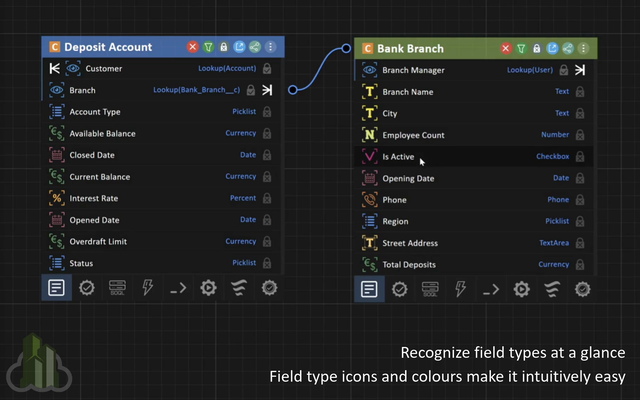 C Deposit Account
Customer Lookup(Account)
Branch Lookup(Bank_Branch__c)
Account Type Picklist
Available Balance Currency
Closed Date Date
Current Balance Currency
Interest Rate Percent
Opened Date Date
Overdraft Limit Currency
Status Picklist
SOQL
C Bank Branch
Branch Manager Lookup(User)
T Branch Name Text
T City Text
N Employee Count Number
Is Active Checkbox
Opening Date Date
Phone Phone
Region Picklist
T Street Address TextArea
Total Deposits Currency
SOQL
Recognize field types at a glance
Field type icons and colours make it intuitively easy